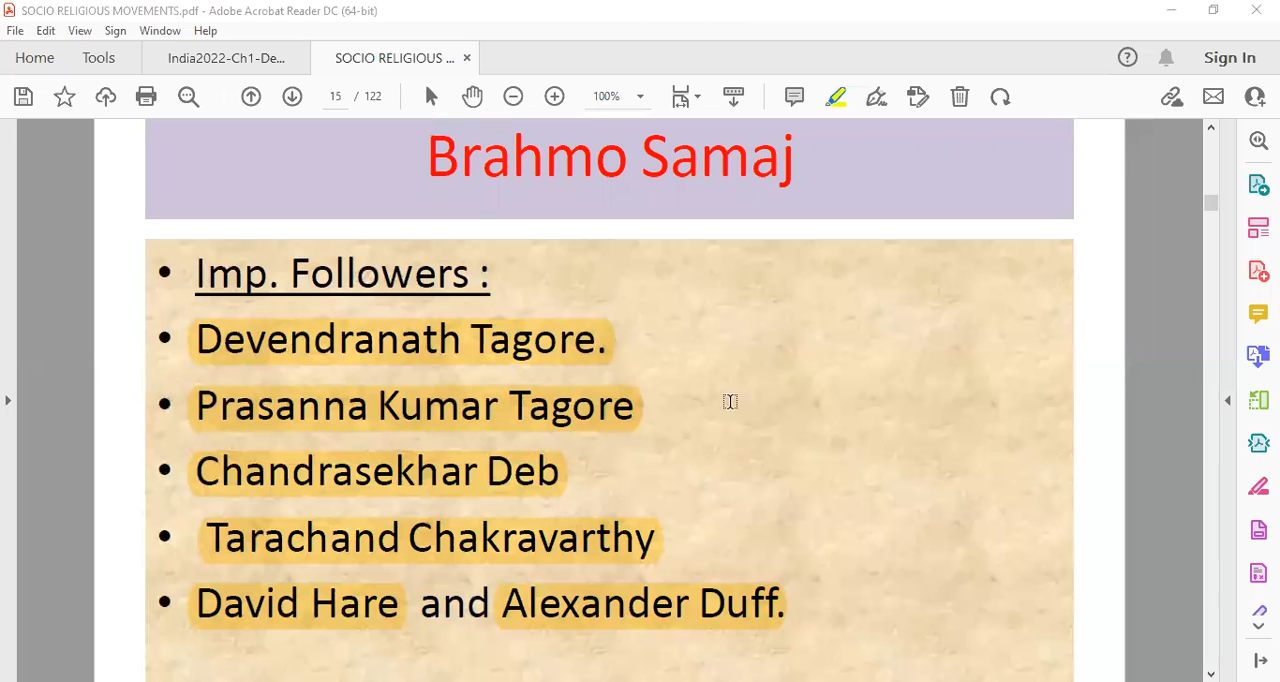 SOCIO RELIGIOUS MOVEMENTS.pdf - Adobe Acrobat Reader DC (64-bit)
File Edit View Sign Window Help
Home Tools India2022-Ch1-De... SOCIO RELIGIOUS ... × Sign In
15 / 122 100%
Brahmo Samaj
• Imp. Followers :
• Devendranath Tagore.
• Prasanna Kumar Tagore
• Chandrasekhar Deb
• Tarachand Chakravarthy
• David Hare and Alexander Duff.